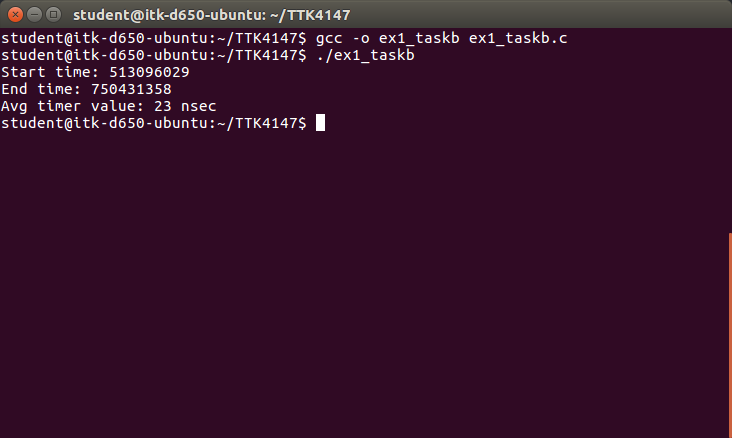 student@itk-d650-ubuntu: ~/TTK4147
student@itk-d650-ubuntu:~/TTK4147$ gcc -o ex1_taskb ex1_taskb.c
student@itk-d650-ubuntu:~/TTK4147$ ./ex1_taskb
Start time: 513096029
End time: 750431358
Avg timer value: 23 nsec
student@itk-d650-ubuntu:~/TTK4147$